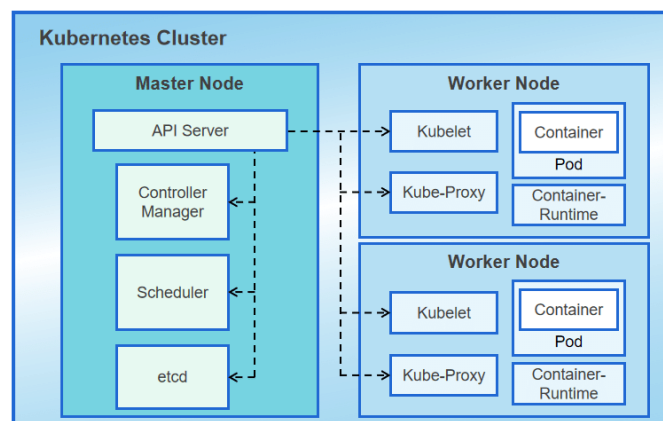 Kubernetes Cluster
Master Node
API Server
Controller
Manager
Scheduler
etcd
Worker Node
Kubelet
Kube-Proxy
Container
Pod
Container-
Runtime
Worker Node
Kubelet
Kube-Proxy
Container
Pod
Container-
Runtime